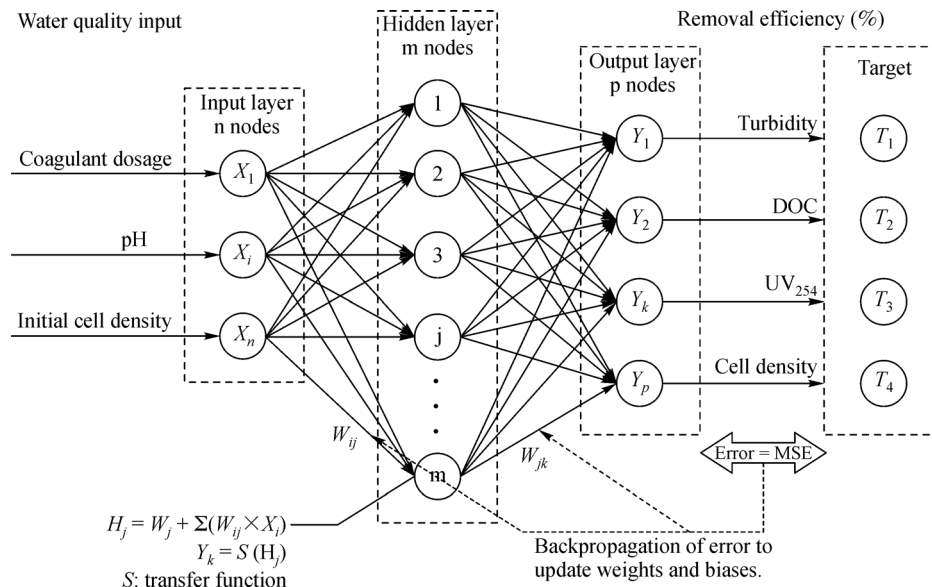 Water quality input
Hidden layer
m nodes
Removal efficiency (%)
Input layer
n nodes
Output layer
p nodes
Target
Coagulant dosage
pH
Initial cell density
X₁
Xᵢ
Xₙ
1
2
3
j
m
Y₁
Y₂
Yₖ
Yₚ
Turbidity
DOC
UV₂₅₄
Cell density
T₁
T₂
T₃
T₄
Wᵢⱼ
Wⱼₖ
Error = MSE
Hⱼ = Wⱼ + Σ(Wᵢⱼ × Xᵢ)
Yₖ = S (Hⱼ)
S: transfer function
Backpropagation of error to
update weights and biases.